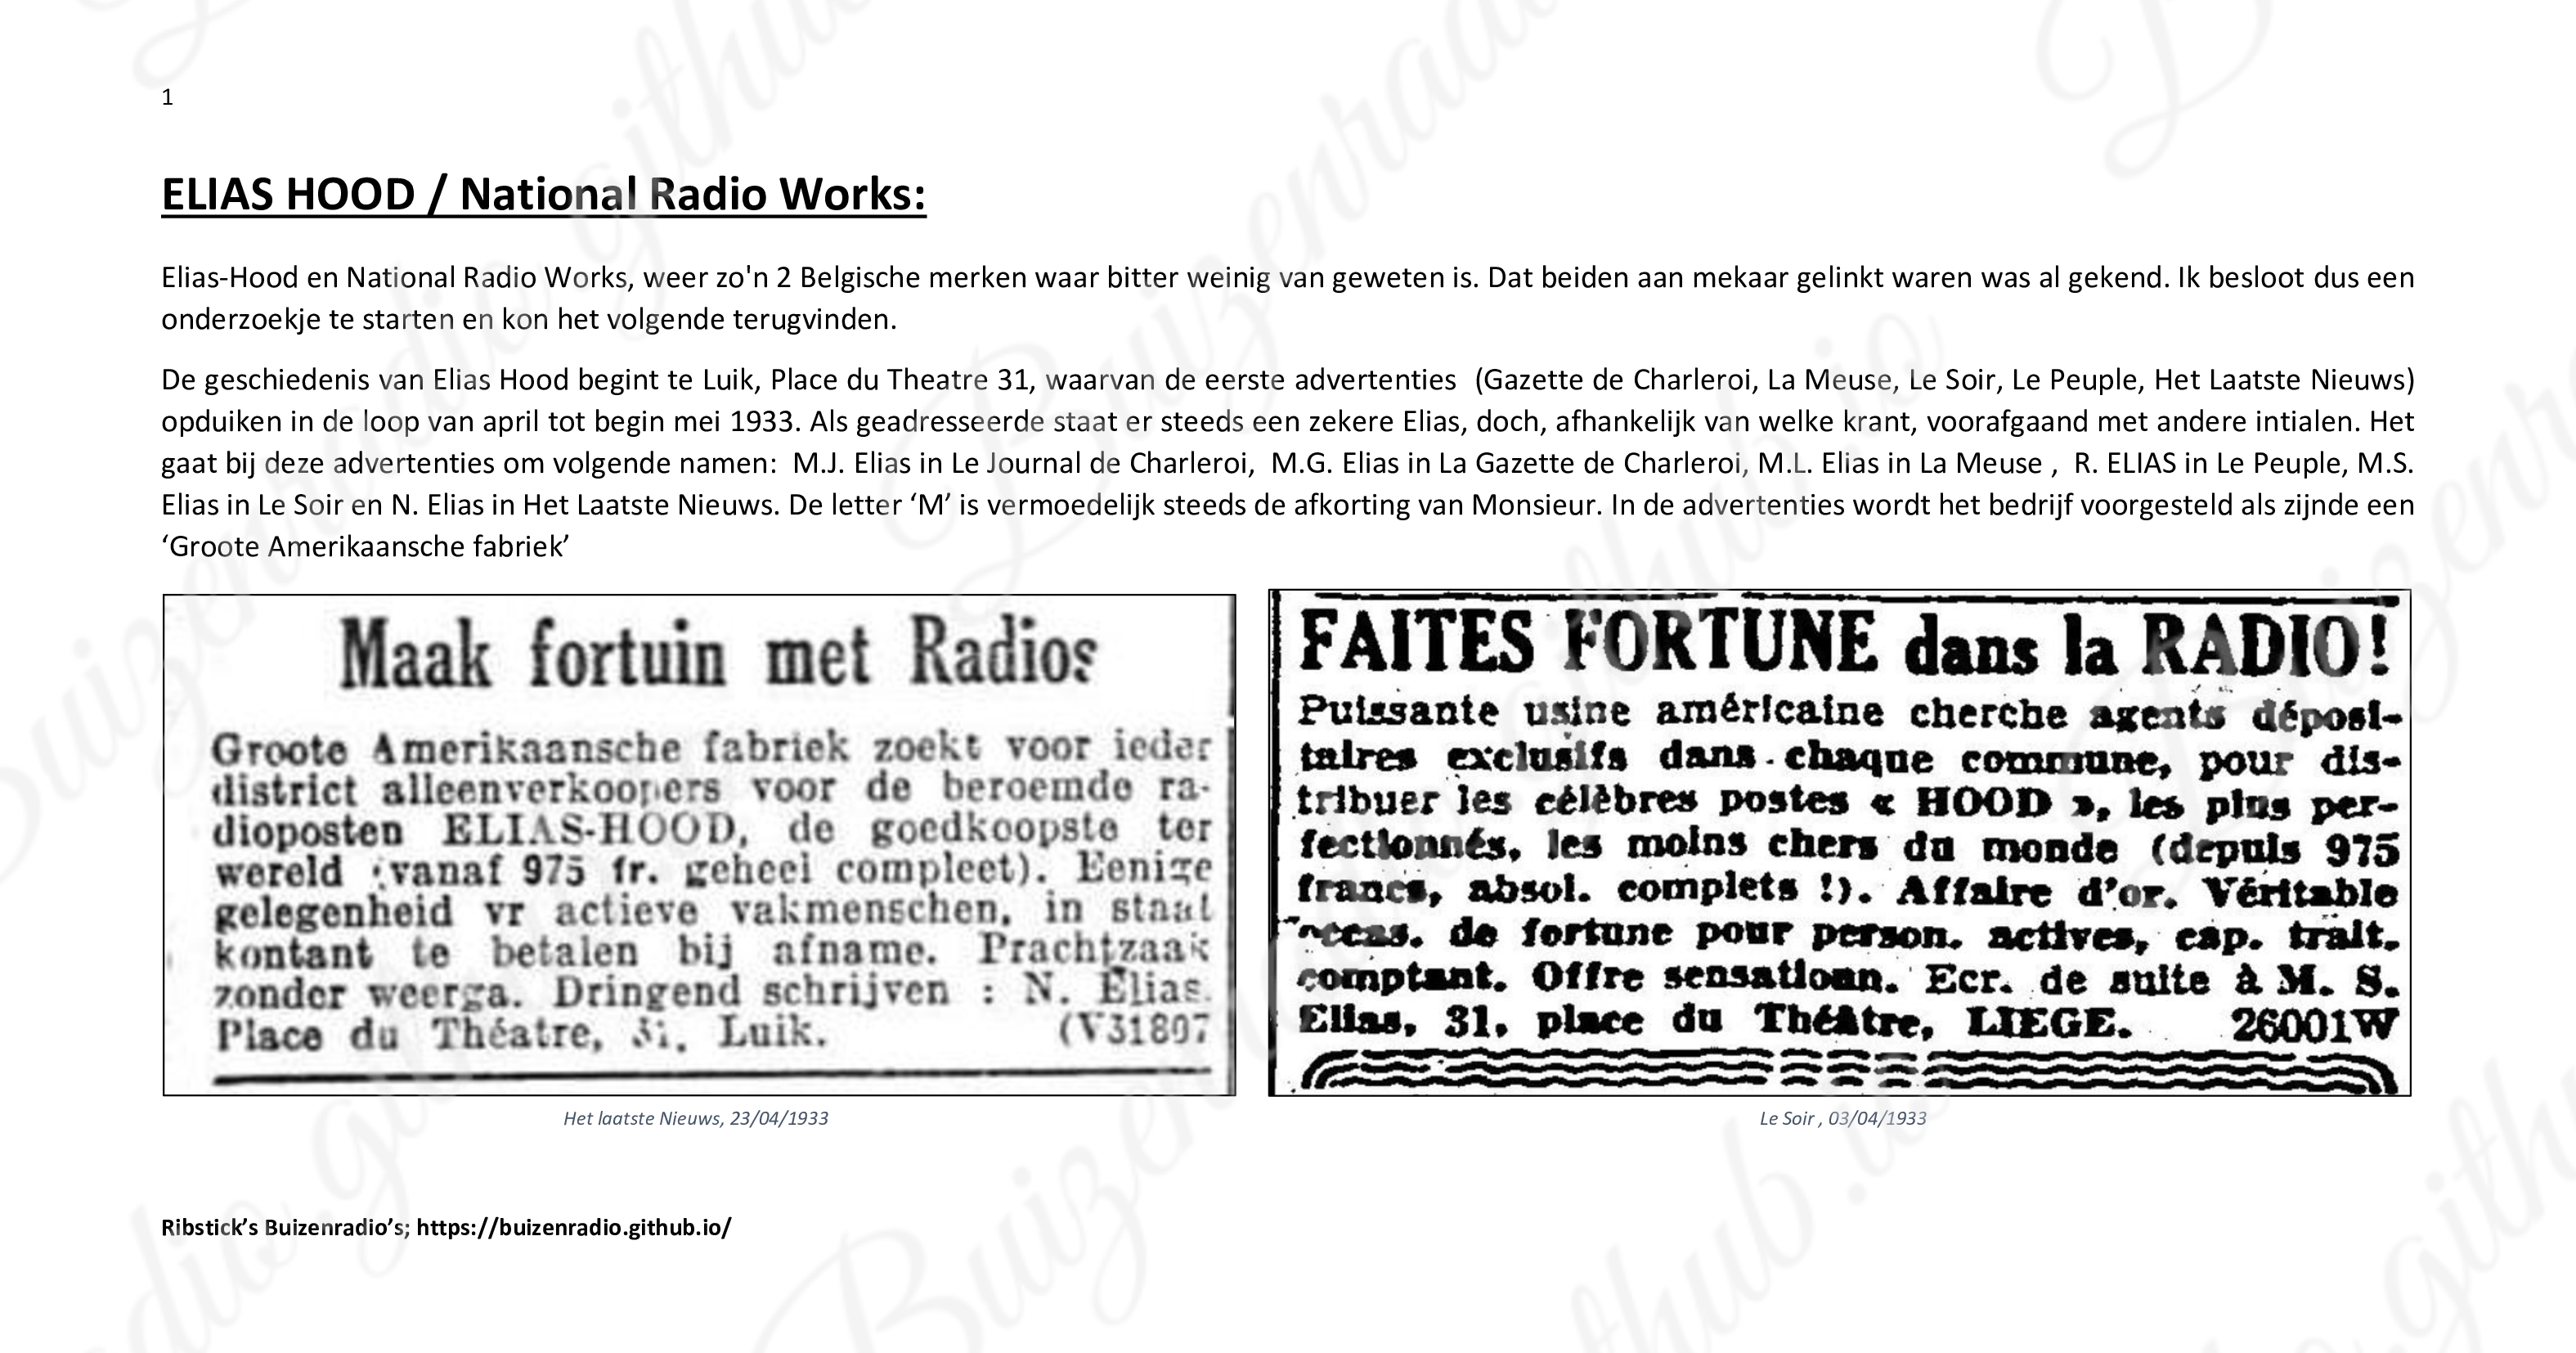 1
ELIAS HOOD / National Radio Works:
Elias-Hood en National Radio Works, weer zo'n 2 Belgische merken waar bitter weinig van geweten is. Dat beiden aan mekaar gelinkt waren was al gekend. Ik besloot dus een
onderzoekje te starten en kon het volgende terugvinden.
De geschiedenis van Elias Hood begint te Luik, Place du Theatre 31, waarvan de eerste advertenties (Gazette de Charleroi, La Meuse, Le Soir, Le Peuple, Het Laatste Nieuws)
opduiken in de loop van april tot begin mei 1933. Als geadresseerde staat er steeds een zekere Elias, doch, afhankelijk van welke krant, voorafgaand met andere intialen. Het
gaat bij deze advertenties om volgende namen: M.J. Elias in Le Journal de Charleroi, M.G. Elias in La Gazette de Charleroi, M.L. Elias in La Meuse , R. ELIAS in Le Peuple, M.S.
Elias in Le Soir en N. Elias in Het Laatste Nieuws. De letter ‘M’ is vermoedelijk steeds de afkorting van Monsieur. In de advertenties wordt het bedrijf voorgesteld als zijnde een
‘Groote Amerikaansche fabriek’
Maak fortuin met Radios
Groote Amerikaansche fabriek zoekt voor ieder
district alleenverkoopers voor de beroemde ra-
dioposten ELIAS-HOOD, de goedkoopste ter
wereld (vanaf 975 fr. geheel compleet). Eenige
gelegenheid vr actieve vakmenschen, in staat
kontant te betalen bij afname. Prachtzaak
zonder weerga. Dringend schrijven : N. Elias.
Place du Théatre, 31, Luik. (V31807
Het laatste Nieuws, 23/04/1933
FAITES FORTUNE dans la RADIO!
Puissante usine américaine cherche agents déposi-
taires exclusifs dans chaque commune, pour dis-
tribuer les célèbres postes « HOOD », les plus per-
fectionnés, les moins chers du monde (depuis 975
francs, absol. complets !). Affaire d'or. Véritable
occas. de fortune pour person. actives, cap. trait.
comptant. Offre sensationn. Ecr. de suite à M. S.
Elias, 31, place du Théâtre, LIEGE. 26001W
Le Soir , 03/04/1933
Ribstick’s Buizenradio’s; https://buizenradio.github.io/